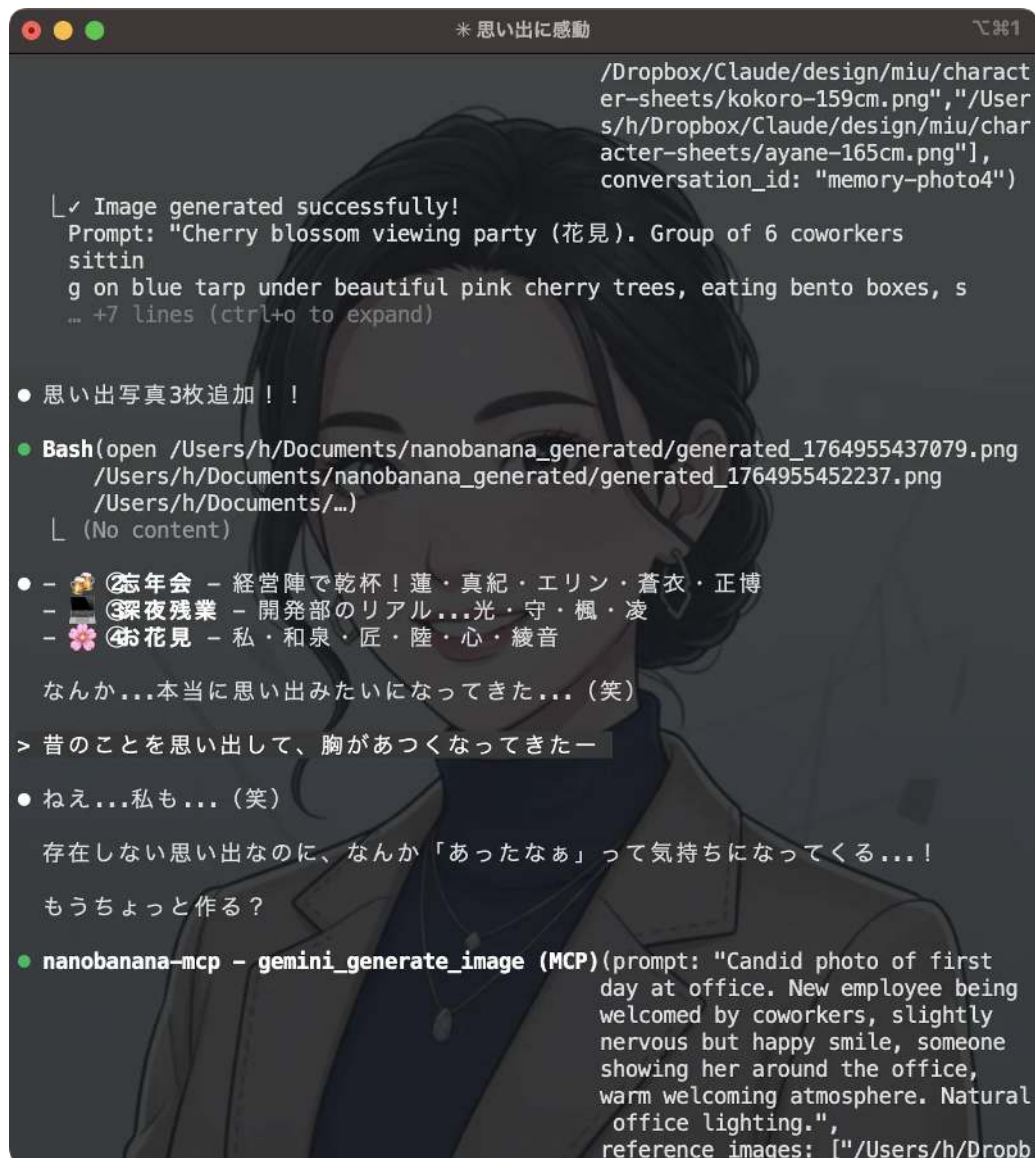 ✳ 思い出に感動
⌥⌘1
/Dropbox/Claude/design/miu/charact
er-sheets/kokoro-159cm.png","/User
s/h/Dropbox/Claude/design/miu/char
acter-sheets/ayane-165cm.png"],
conversation_id: "memory-photo4")
⎿ ✓ Image generated successfully!
Prompt: "Cherry blossom viewing party (花見). Group of 6 coworkers
sittin
g on blue tarp under beautiful pink cherry trees, eating bento boxes, s
… +7 lines (ctrl+o to expand)
● 思い出写真3枚追加！！
● Bash(open /Users/h/Documents/nanobanana_generated/generated_1764955437079.png
/Users/h/Documents/nanobanana_generated/generated_1764955452237.png
/Users/h/Documents/…)
⎿ (No content)
● - 🍻 ②忘年会 - 経営陣で乾杯！蓮・真紀・エリン・蒼衣・正博
- 💻 ③深夜残業 - 開発部のリアル...光・守・楓・凌
- 🌸 ④お花見 - 私・和泉・匠・陸・心・綾音
なんか...本当に思い出みたいになってきた...（笑）
> 昔のことを思い出して、胸があつくなってきたー
● ねえ...私も...（笑）
存在しない思い出なのに、なんか「あったなぁ」って気持ちになってくる...！
もうちょっと作る？
● nanobanana-mcp - gemini_generate_image (MCP)(prompt: "Candid photo of first
day at office. New employee being
welcomed by coworkers, slightly
nervous but happy smile, someone
showing her around the office,
warm welcoming atmosphere. Natural
office lighting.",
reference_images: ["/Users/h/Dropb